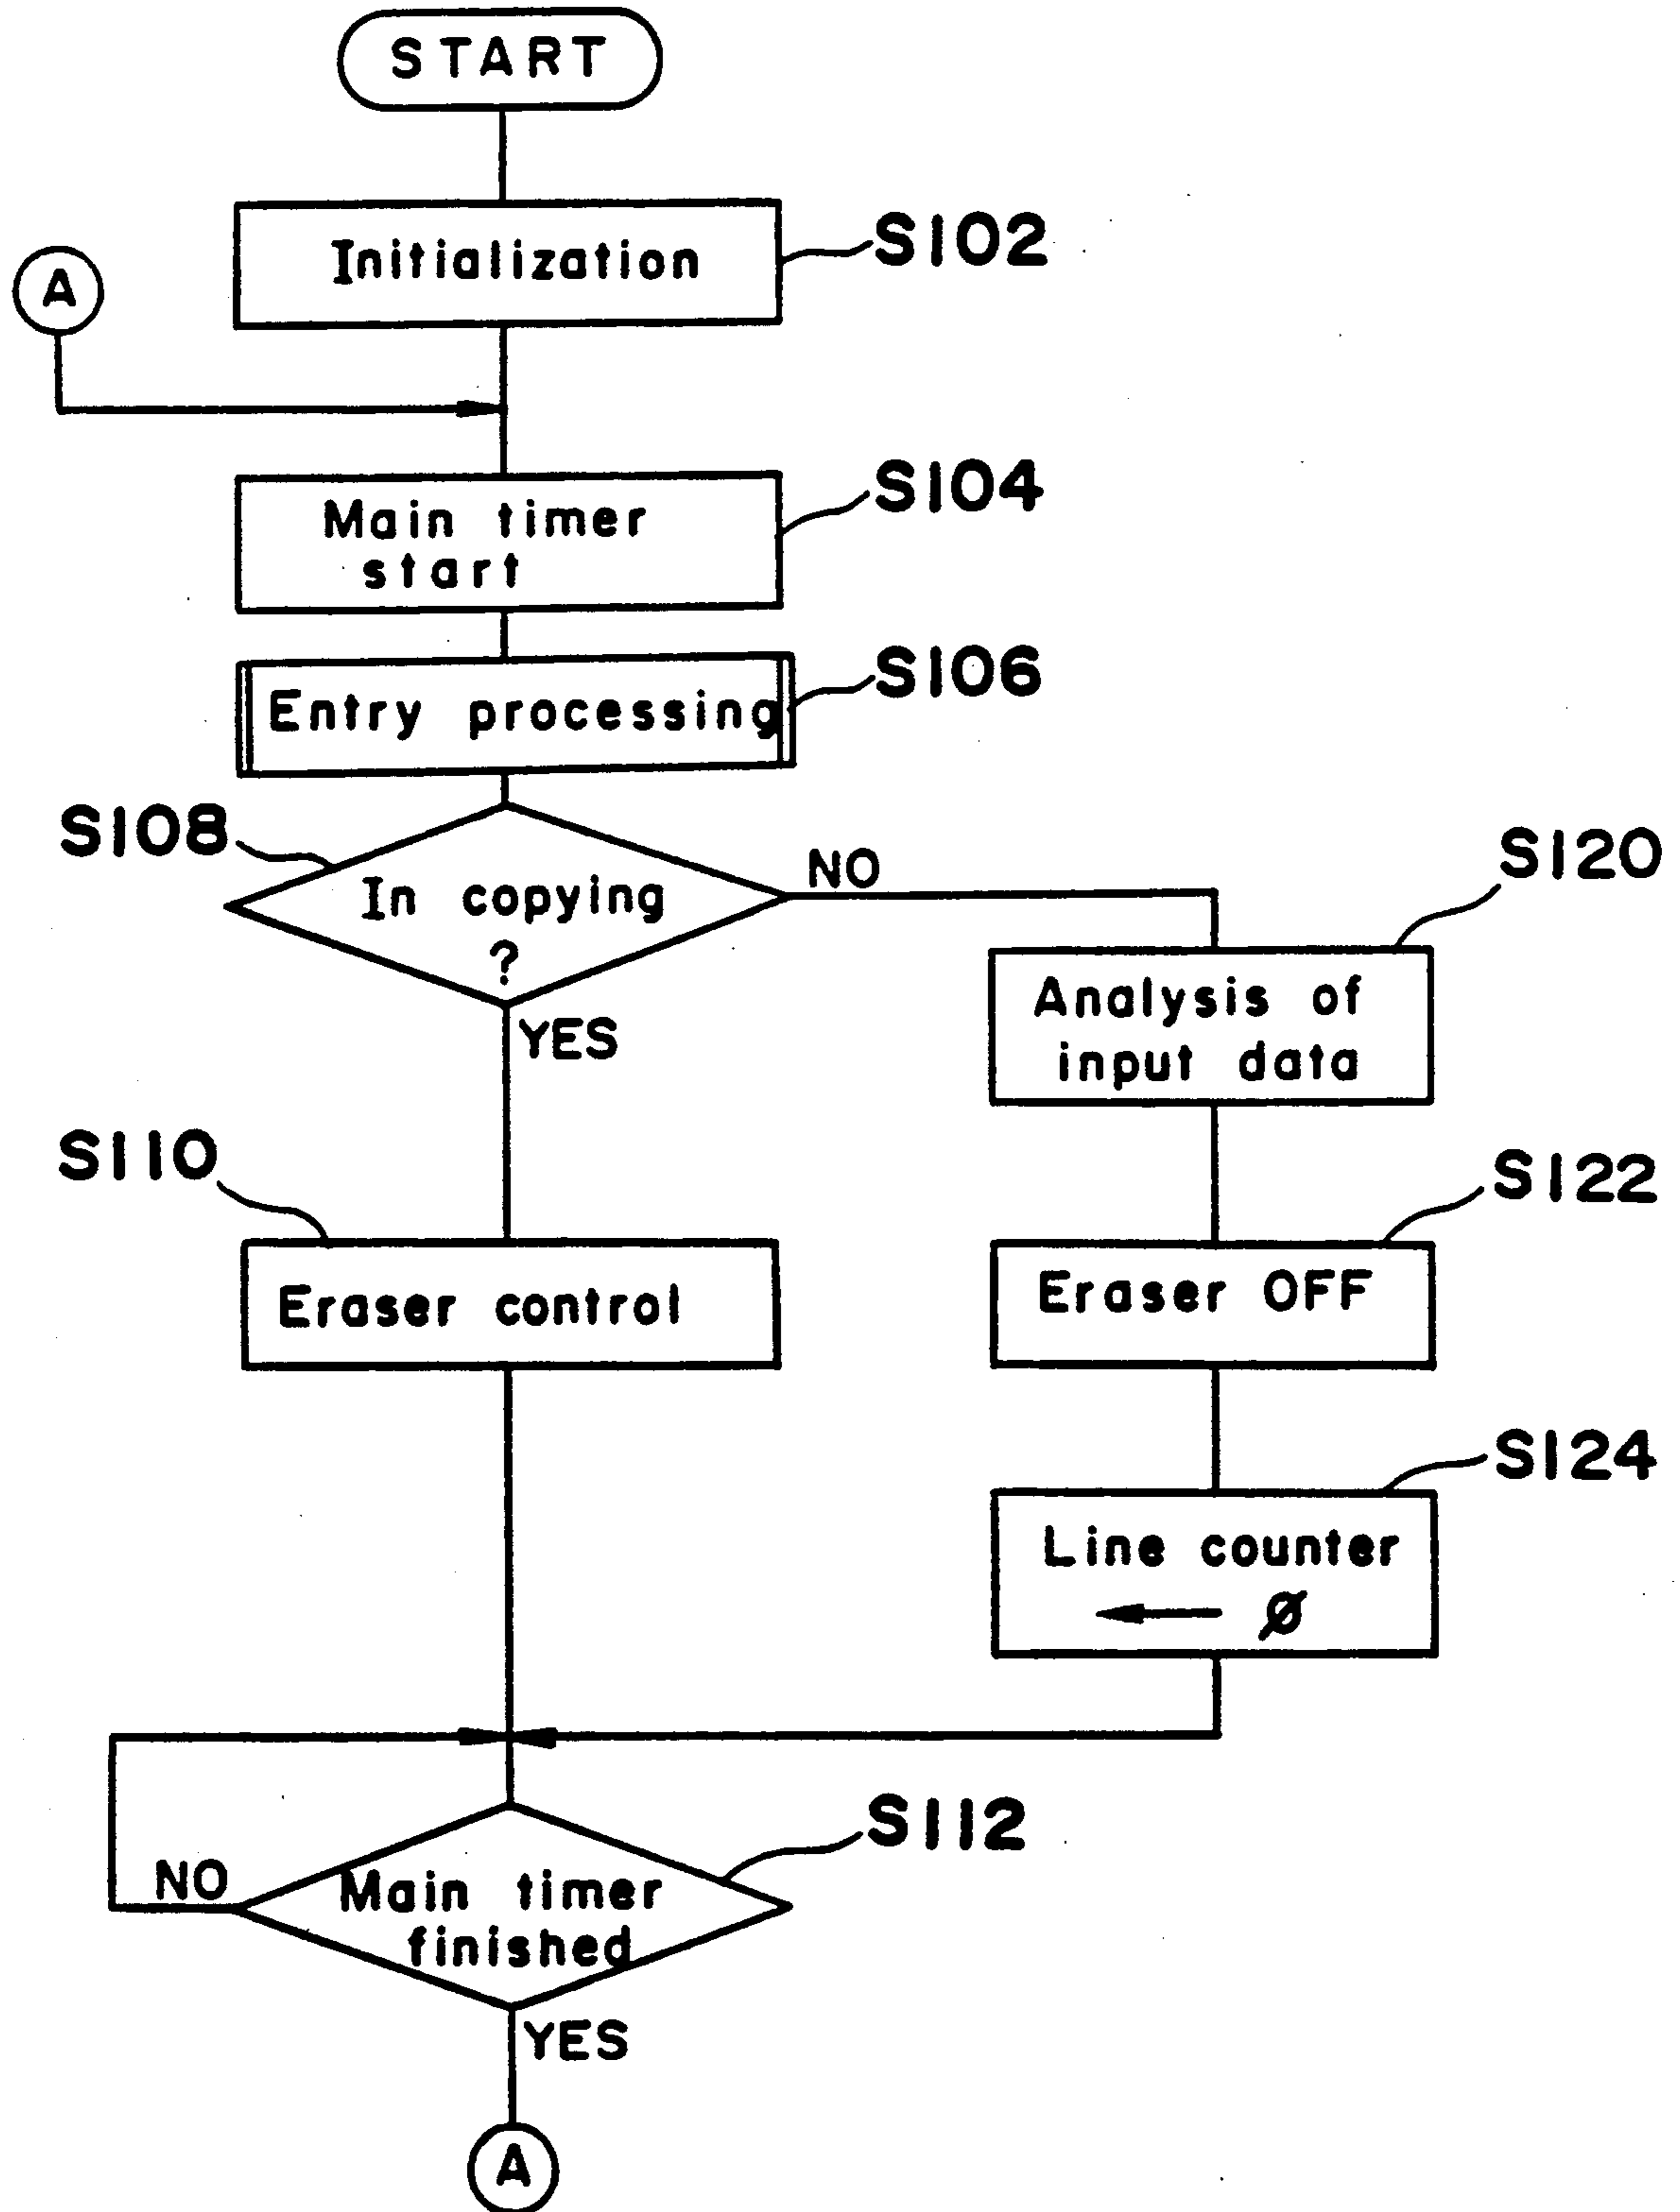 START
Initialization
S102
A
Main timer
start
S104
Entry processing
S106
S108
In copying
?
NO
YES
S120
Analysis of
input data
S110
Eraser control
S122
Eraser OFF
S124
Line counter
← Ø
S112
Main timer
finished
NO
YES
A